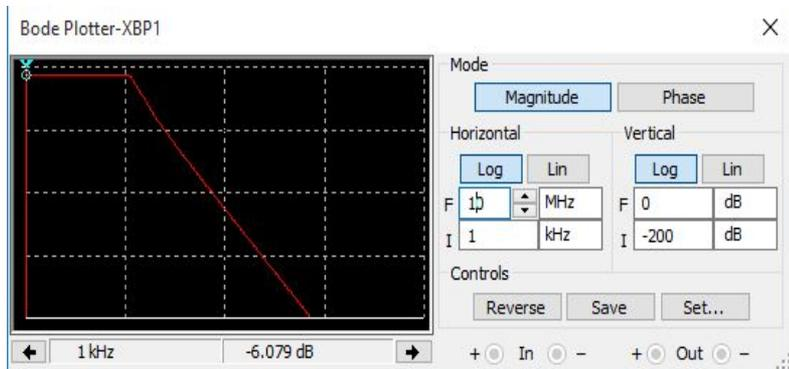 Bode Plotter-XBP1
Mode
Magnitude Phase
Horizontal Vertical
Log Lin Log Lin
F 10 MHz F 0 dB
I 1 kHz I -200 dB
Controls
Reverse Save Set...
1 kHz -6.079 dB + In - + Out -